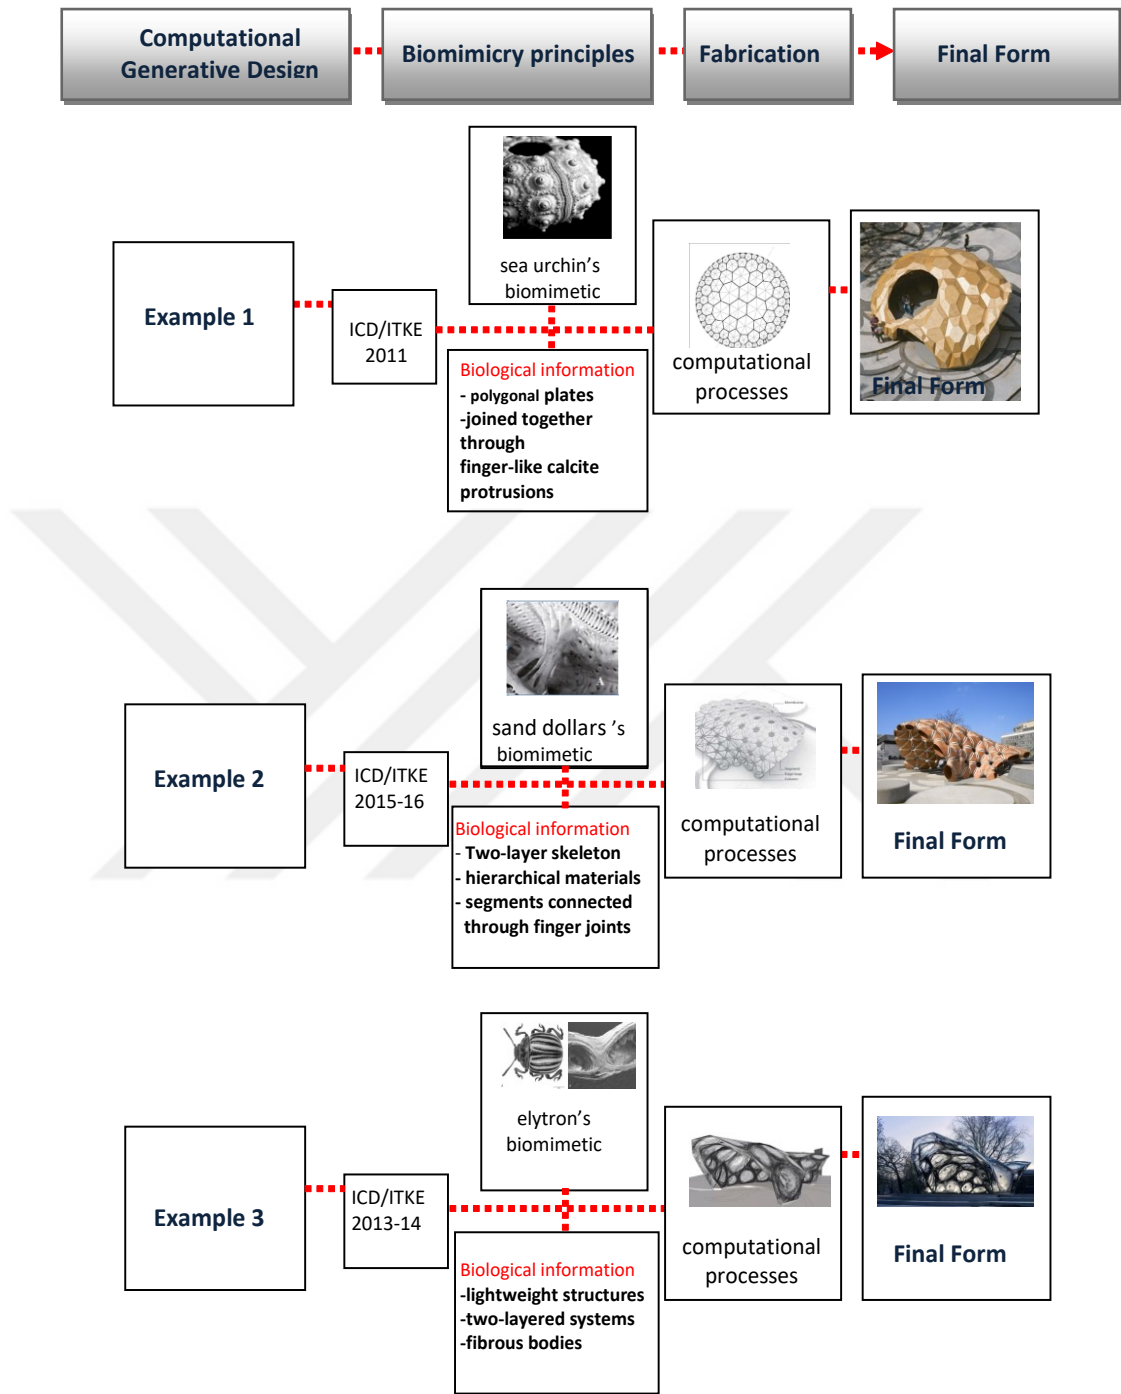 Computational
Generative Design
Biomimicry principles
Fabrication
Final Form
sea urchin's
biomimetic
Example 1
ICD/ITKE
2011
Biological information
- polygonal plates
-joined together
through
finger-like calcite
protrusions
computational
processes
Final Form
sand dollars 's
biomimetic
Example 2
ICD/ITKE
2015-16
Biological information
- Two-layer skeleton
- hierarchical materials
- segments connected
through finger joints
computational
processes
Final Form
elytron's
biomimetic
Example 3
ICD/ITKE
2013-14
Biological information
-lightweight structures
-two-layered systems
-fibrous bodies
computational
processes
Final Form